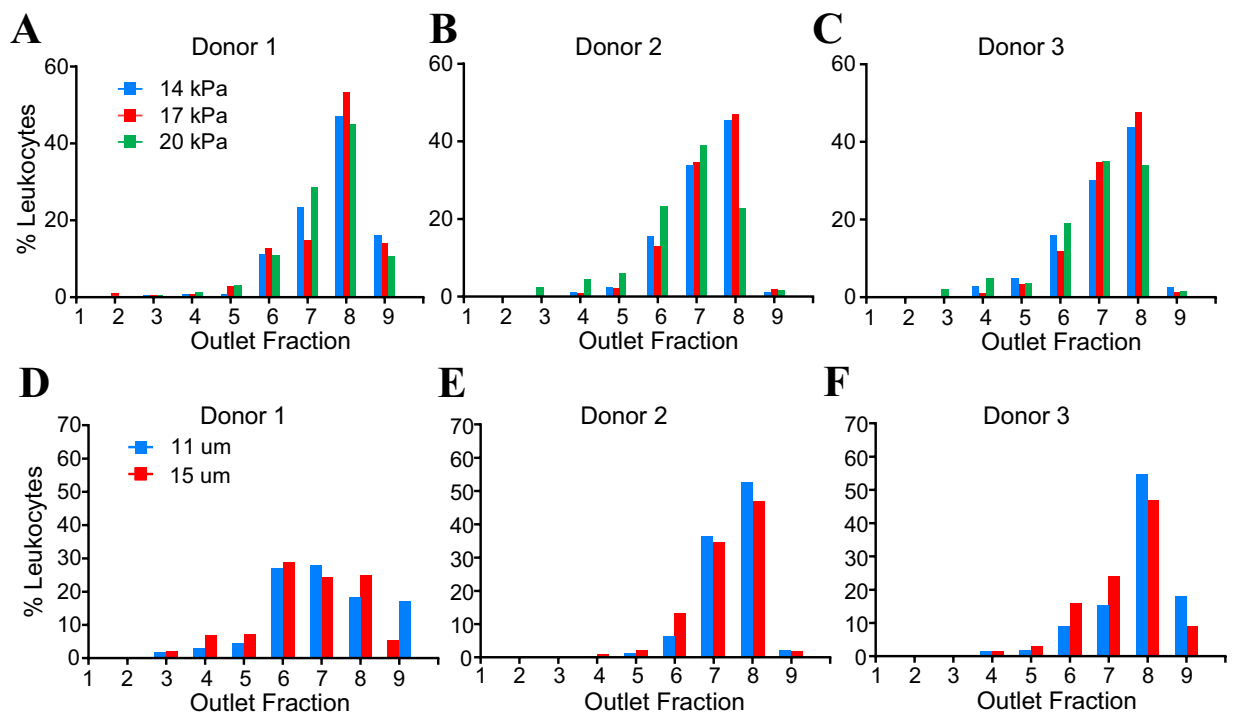 A
Donor 1
60
40
20
0
% Leukocytes
14 kPa
17 kPa
20 kPa
1 2 3 4 5 6 7 8 9
Outlet Fraction
B
Donor 2
60
40
20
0
1 2 3 4 5 6 7 8 9
Outlet Fraction
C
Donor 3
60
40
20
0
1 2 3 4 5 6 7 8 9
Outlet Fraction
D
Donor 1
70
60
50
40
30
20
10
0
% Leukocytes
11 um
15 um
1 2 3 4 5 6 7 8 9
Outlet Fraction
E
Donor 2
70
60
50
40
30
20
10
0
1 2 3 4 5 6 7 8 9
Outlet Fraction
F
Donor 3
70
60
50
40
30
20
10
0
1 2 3 4 5 6 7 8 9
Outlet Fraction